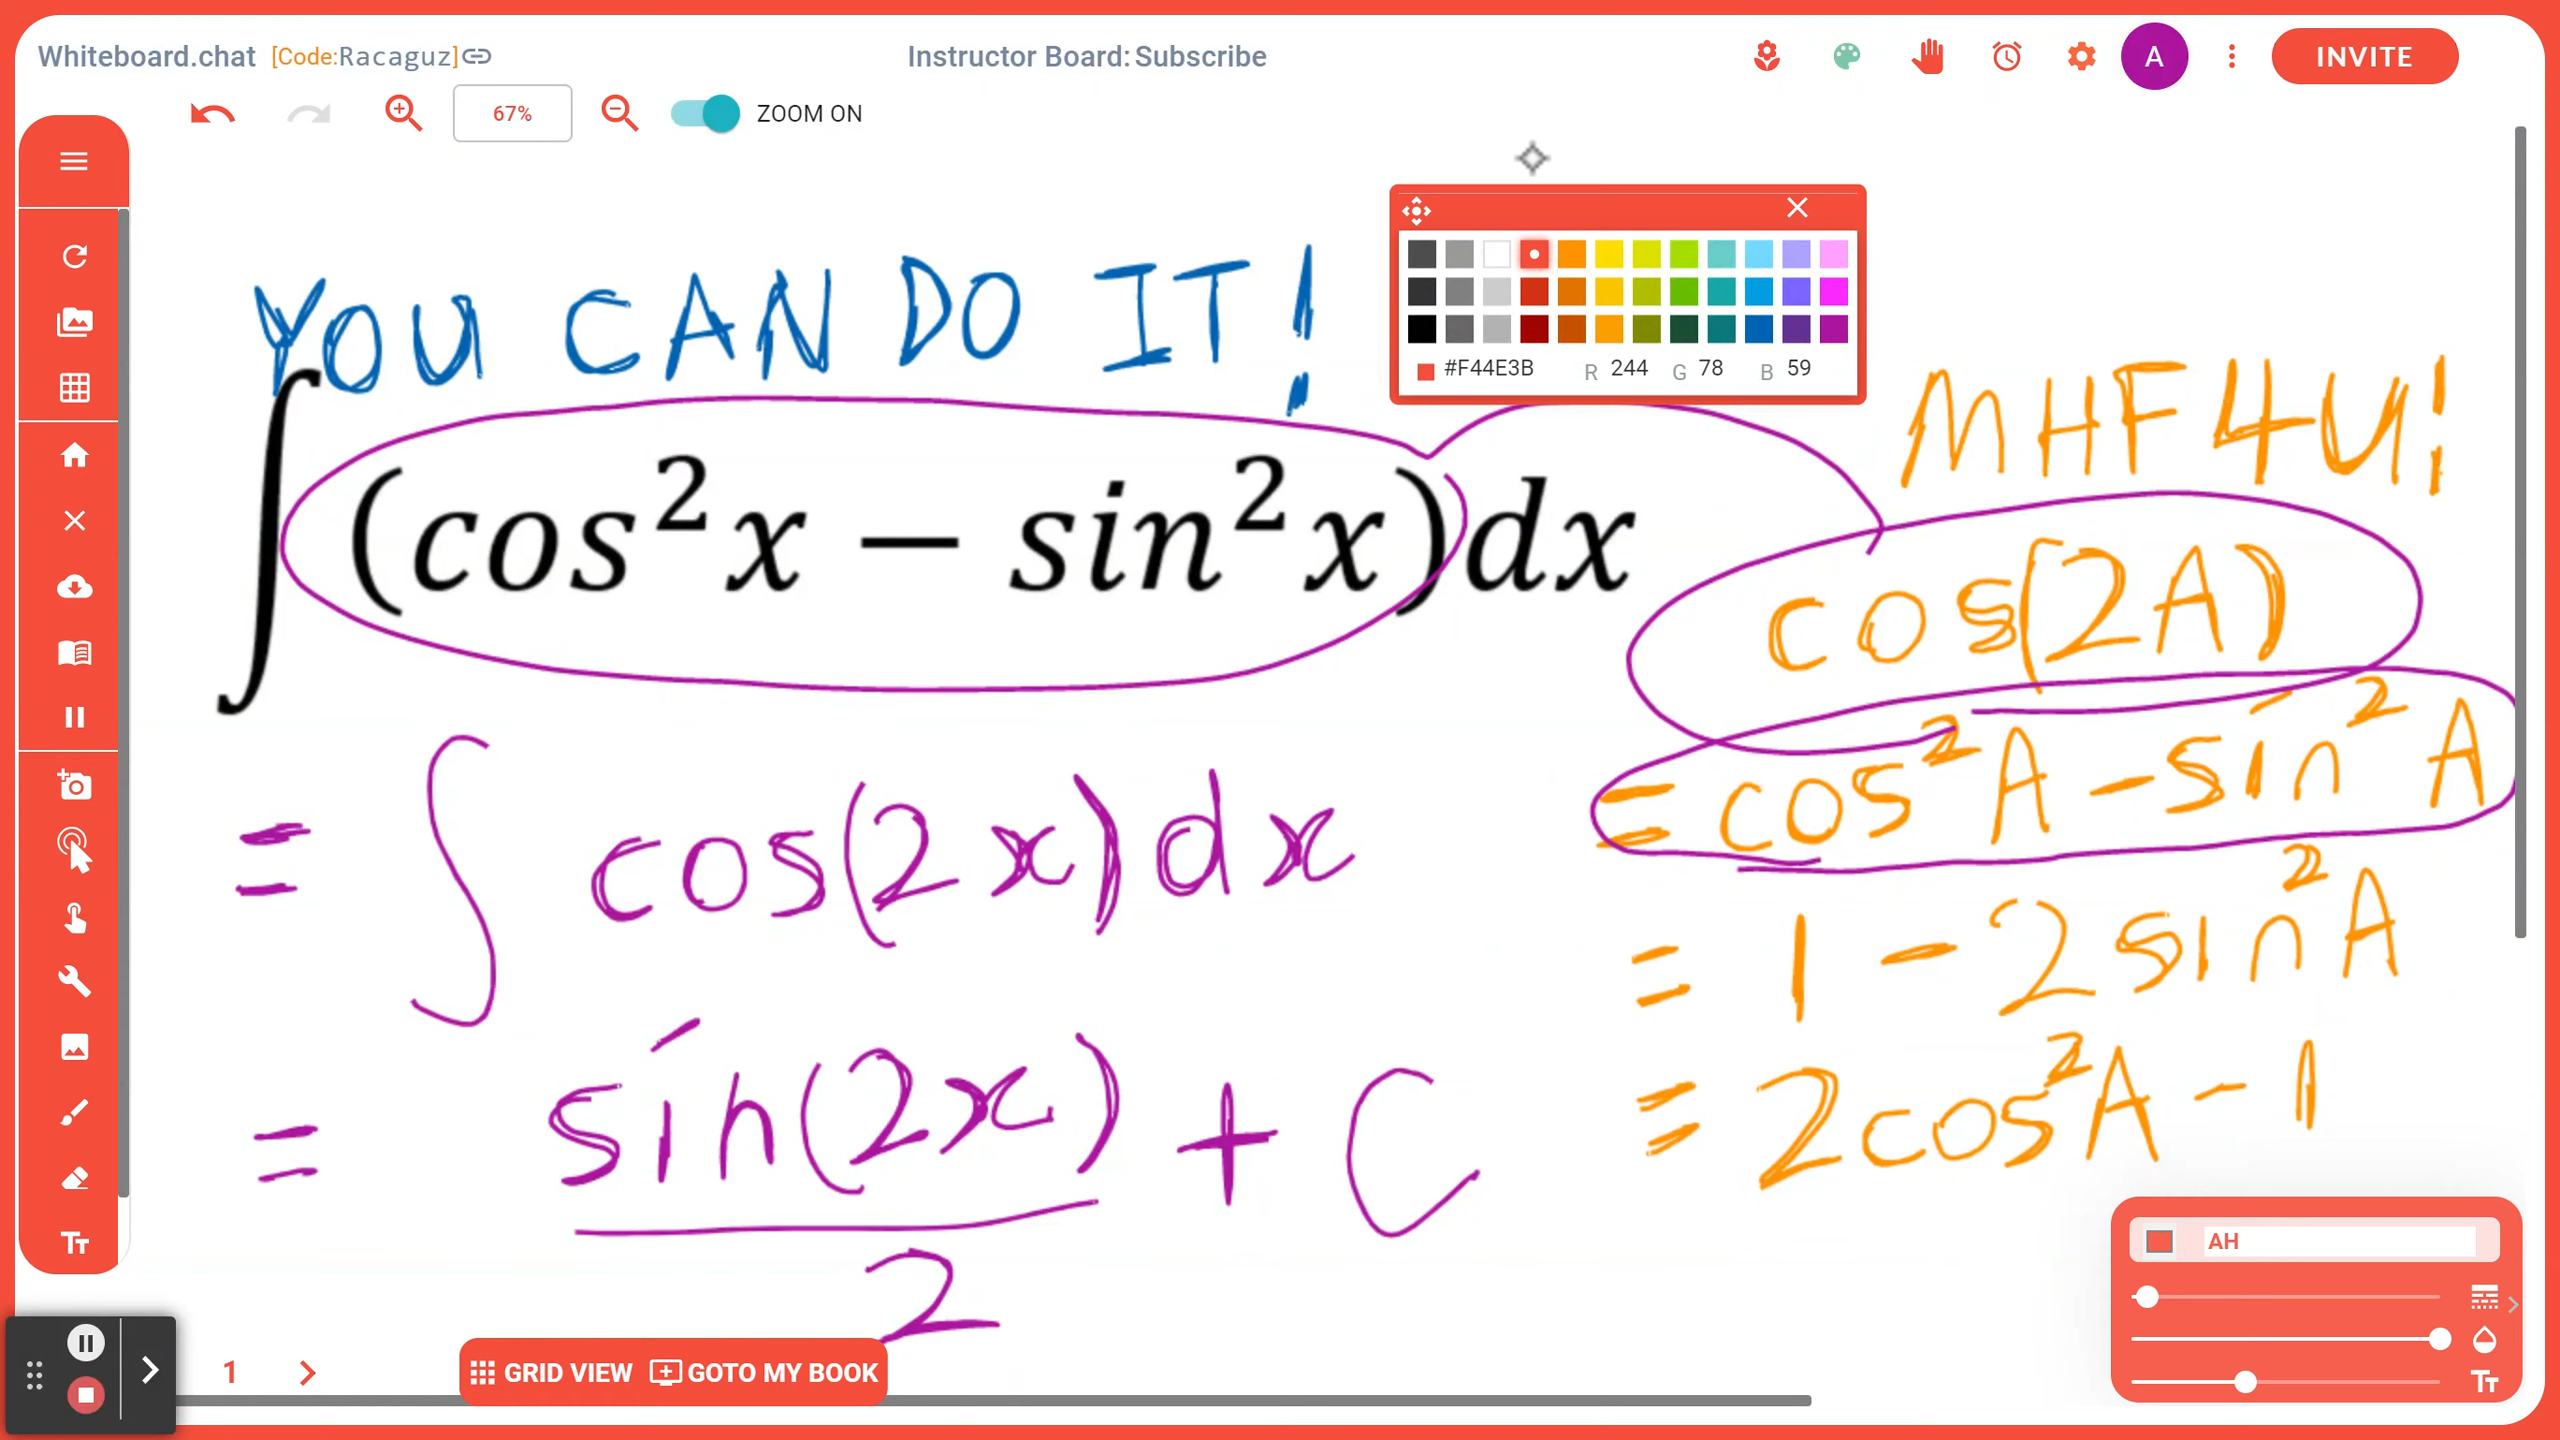 Whiteboard.chat [Code:Racaguz] Instructor Board: Subscribe A INVITE
67% ZOOM ON
YOU CAN DO IT!
#F44E3B R 244 G 78 B 59
MHF4U!
∫(cos²x − sin²x)dx
cos(2A)
= cos²A − sin²A
= ∫ cos(2x)dx
= 1 − 2sin²A
= sin(2x)/2 + C
= 2cos²A − 1
Tt
AH
1
GRID VIEW GOTO MY BOOK
Tt